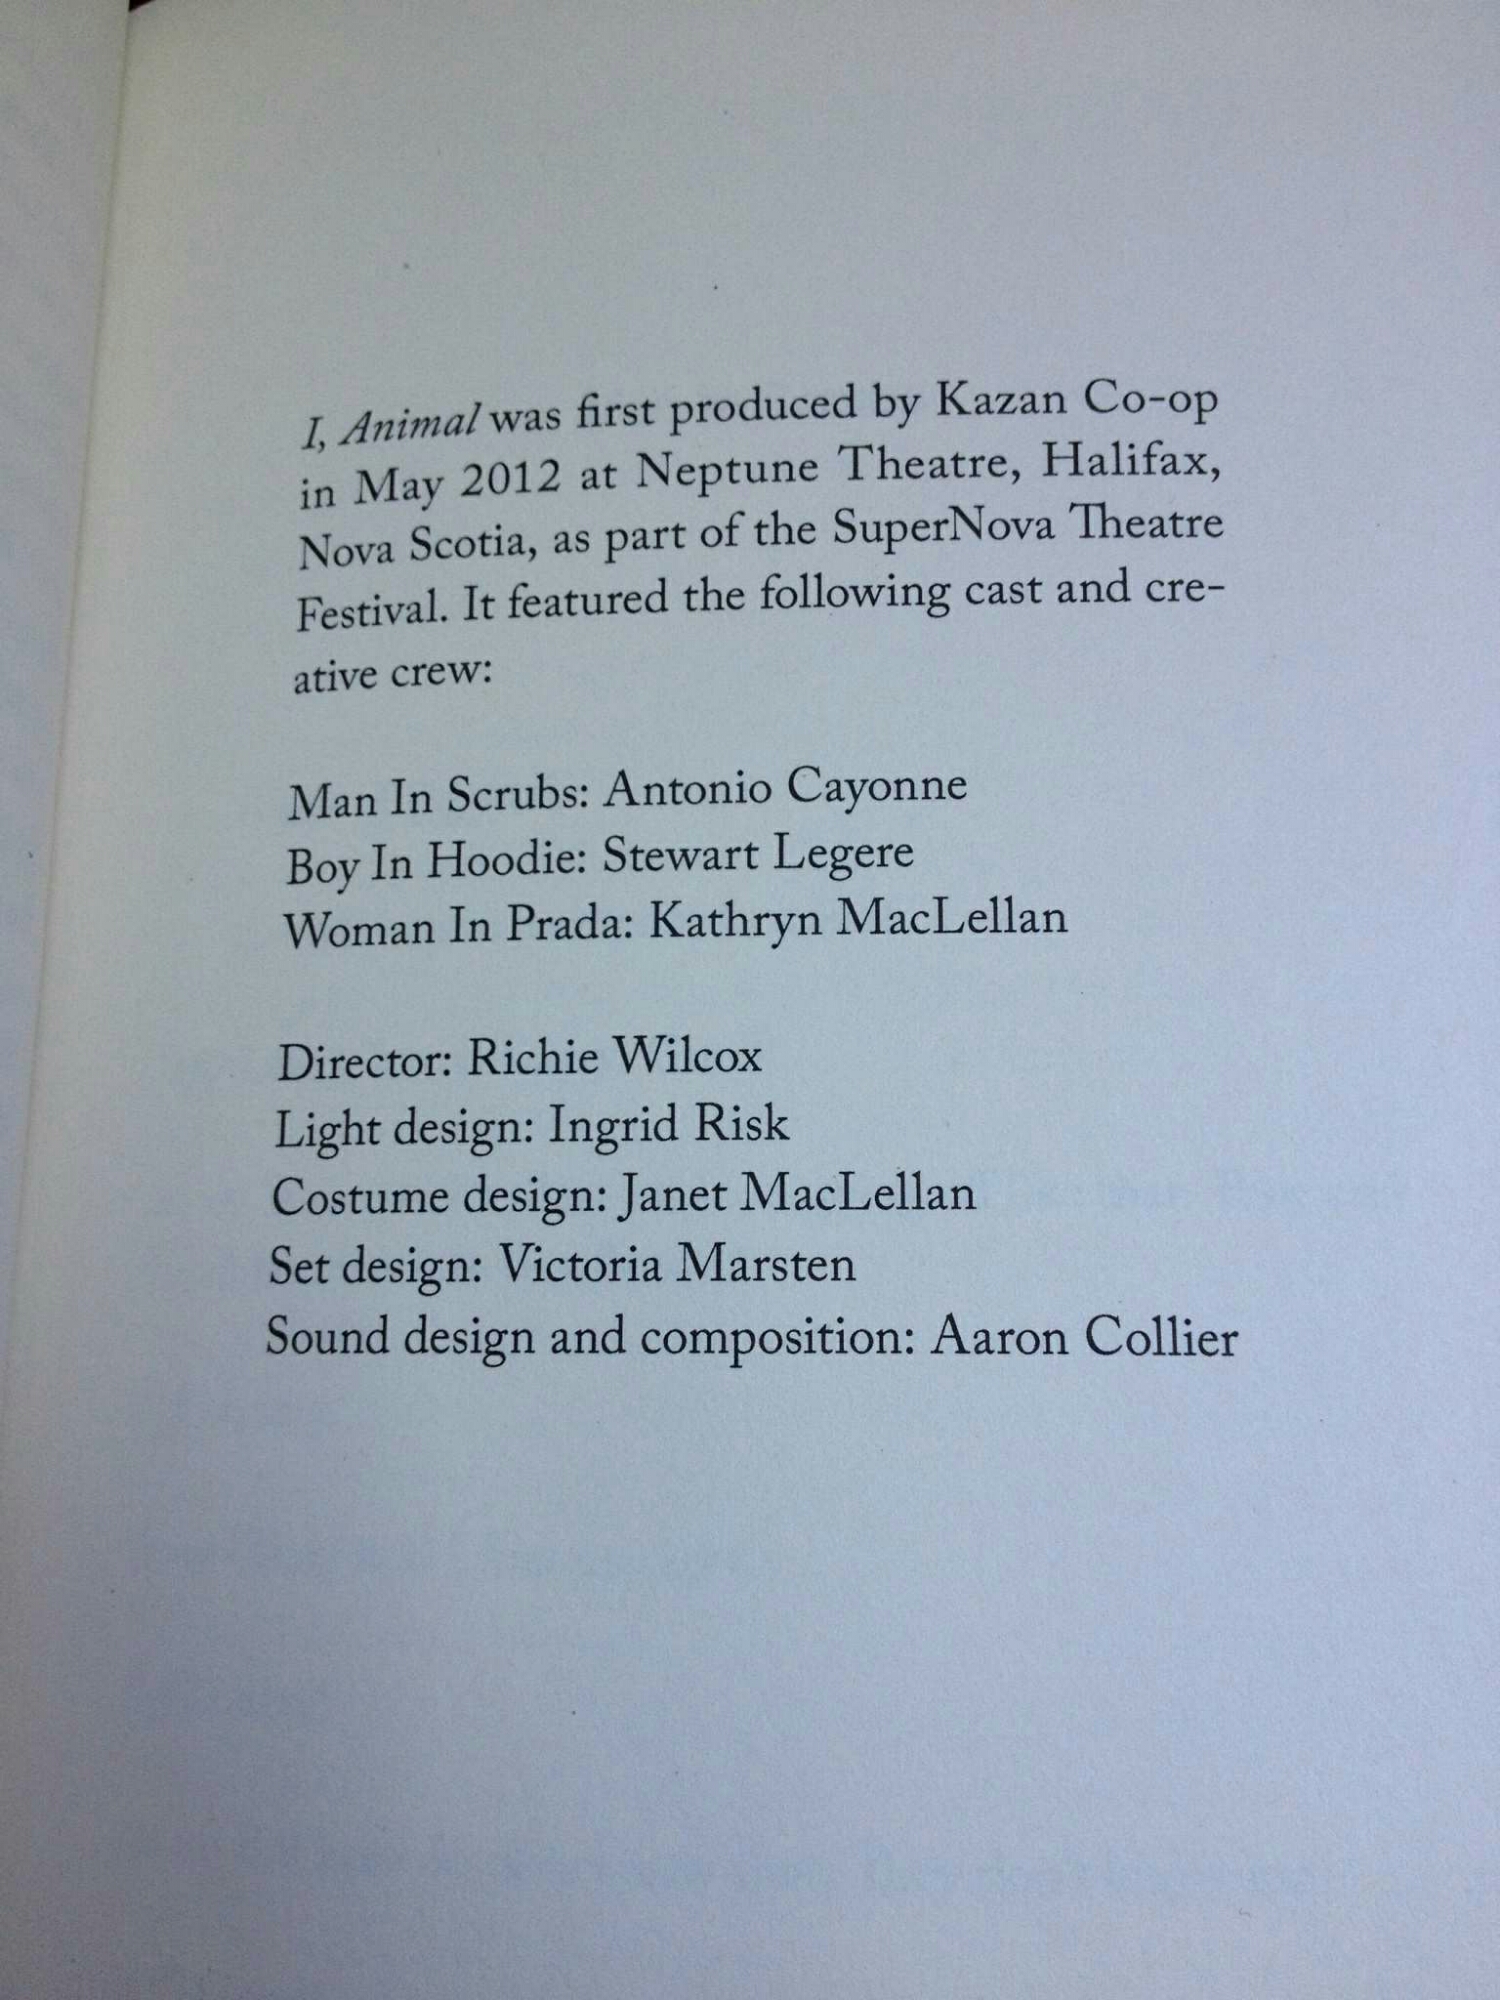 I, Animal was first produced by Kazan Co-op
in May 2012 at Neptune Theatre, Halifax,
Nova Scotia, as part of the SuperNova Theatre
Festival. It featured the following cast and cre-
ative crew:
Man In Scrubs: Antonio Cayonne
Boy In Hoodie: Stewart Legere
Woman In Prada: Kathryn MacLellan
Director: Richie Wilcox
Light design: Ingrid Risk
Costume design: Janet MacLellan
Set design: Victoria Marsten
Sound design and composition: Aaron Collier